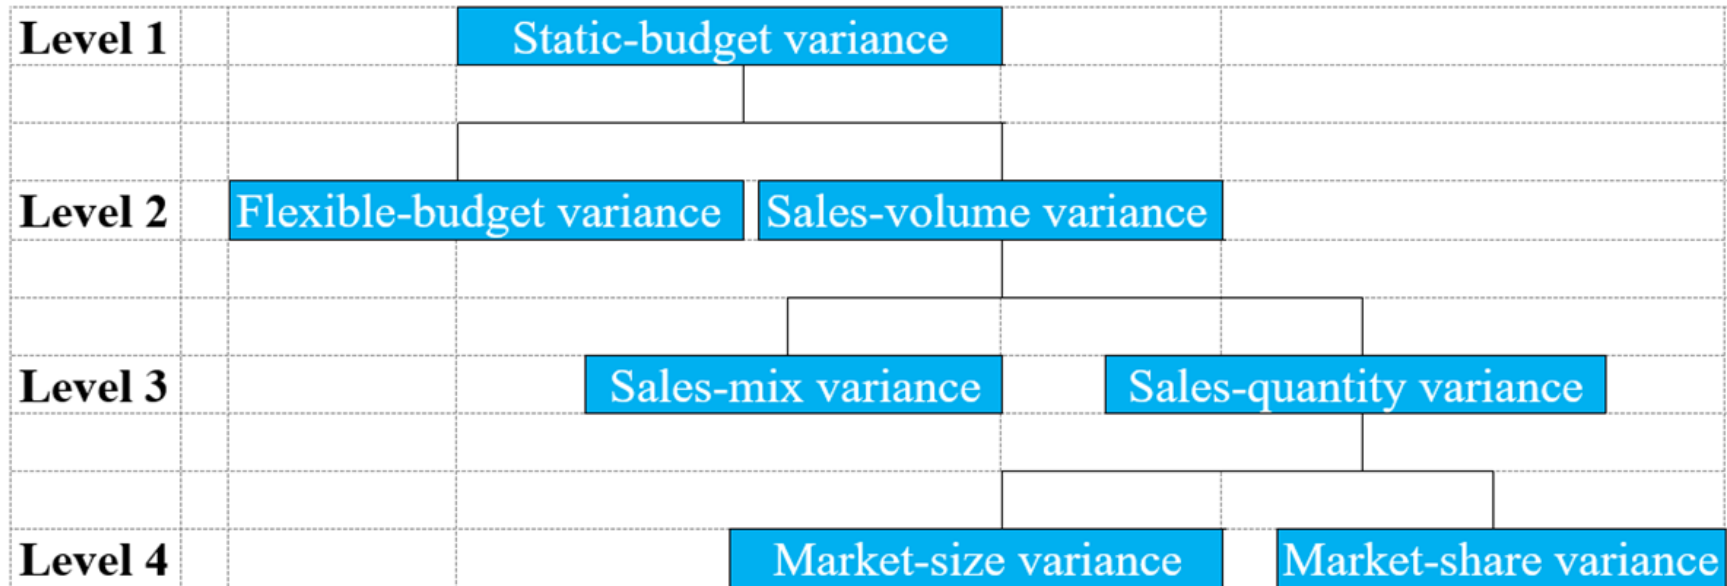 Level 1 Static-budget variance
Level 2 Flexible-budget variance Sales-volume variance
Level 3 Sales-mix variance Sales-quantity variance
Level 4 Market-size variance Market-share variance